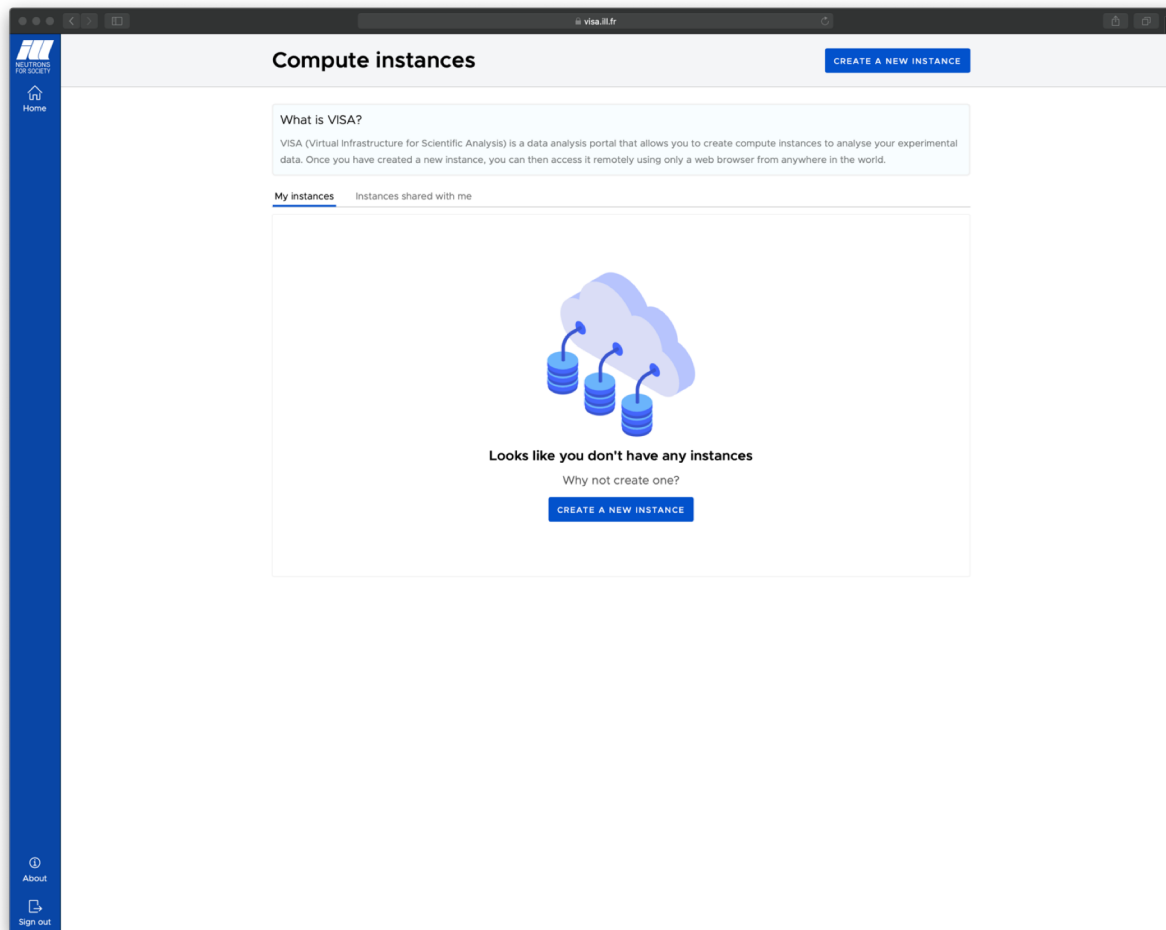 visa.ill.fr
ill
NEUTRONS
FOR SOCIETY
Home
Compute instances
CREATE A NEW INSTANCE
What is VISA?
VISA (Virtual Infrastructure for Scientific Analysis) is a data analysis portal that allows you to create compute instances to analyse your experimental
data. Once you have created a new instance, you can then access it remotely using only a web browser from anywhere in the world.
My instances
Instances shared with me
Looks like you don't have any instances
Why not create one?
CREATE A NEW INSTANCE
About
Sign out